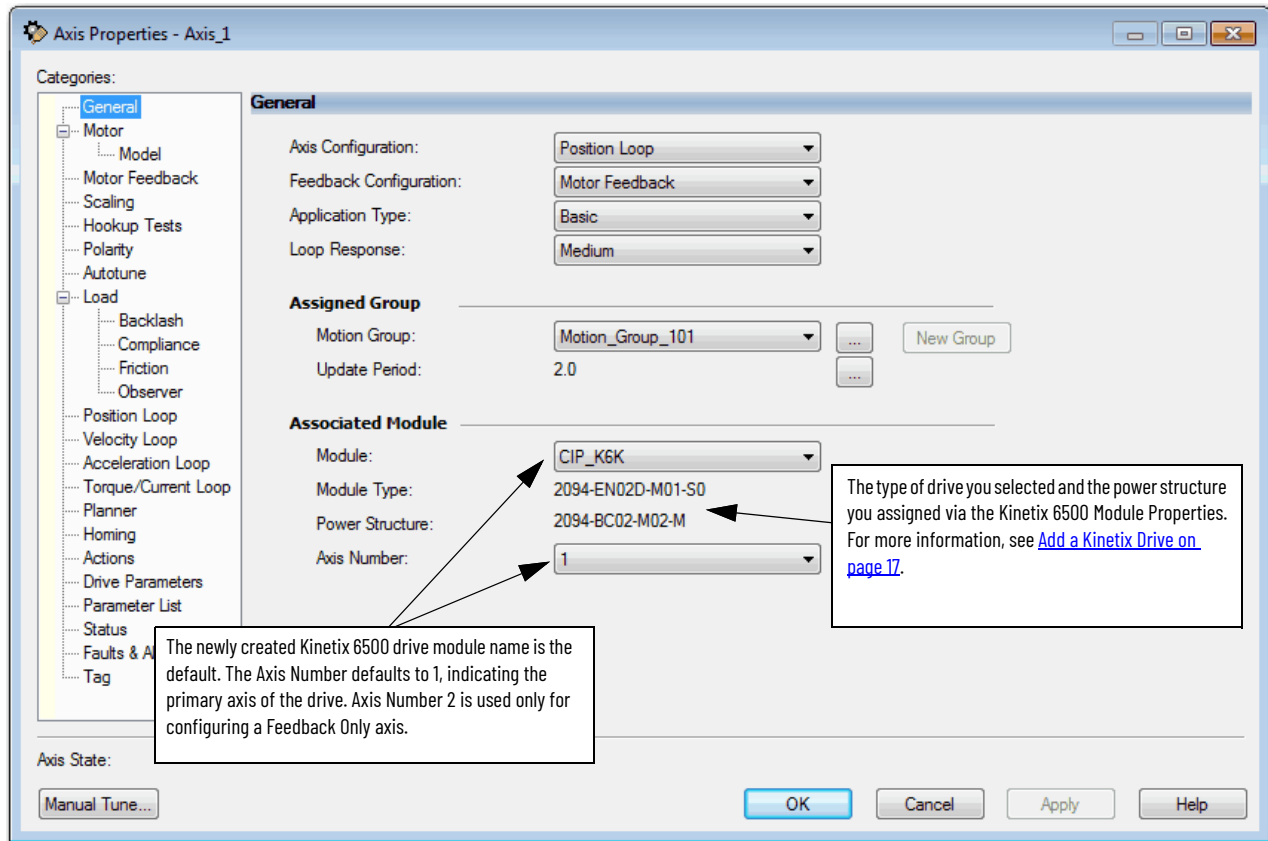 Axis Properties - Axis_1
Categories:
General
Motor
Model
Motor Feedback
Scaling
Hookup Tests
Polarity
Autotune
Load
Backlash
Compliance
Friction
Observer
Position Loop
Velocity Loop
Acceleration Loop
Torque/Current Loop
Planner
Homing
Actions
Drive Parameters
Parameter List
Status
Faults & Al
Tag
General
Axis Configuration: Position Loop
Feedback Configuration: Motor Feedback
Application Type: Basic
Loop Response: Medium
Assigned Group
Motion Group: Motion_Group_101 ... New Group
Update Period: 2.0 ...
Associated Module
Module: CIP_K6K
Module Type: 2094-EN02D-M01-S0
Power Structure: 2094-BC02-M02-M
Axis Number: 1
The type of drive you selected and the power structure
you assigned via the Kinetix 6500 Module Properties.
For more information, see Add a Kinetix Drive on
page 17.
The newly created Kinetix 6500 drive module name is the
default. The Axis Number defaults to 1, indicating the
primary axis of the drive. Axis Number 2 is used only for
configuring a Feedback Only axis.
Axis State:
Manual Tune... OK Cancel Apply Help